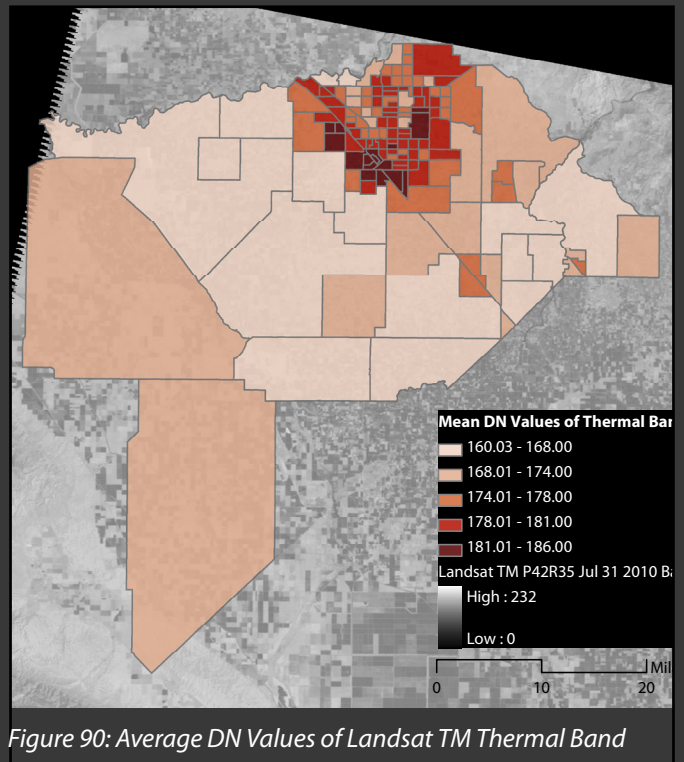 Mean DN Values of Thermal Bar
160.03 - 168.00
168.01 - 174.00
174.01 - 178.00
178.01 - 181.00
181.01 - 186.00
Landsat TM P42R35 Jul 31 2010 Ba
High : 232
Low : 0
Mil
0 10 20
Figure 90: Average DN Values of Landsat TM Thermal Band